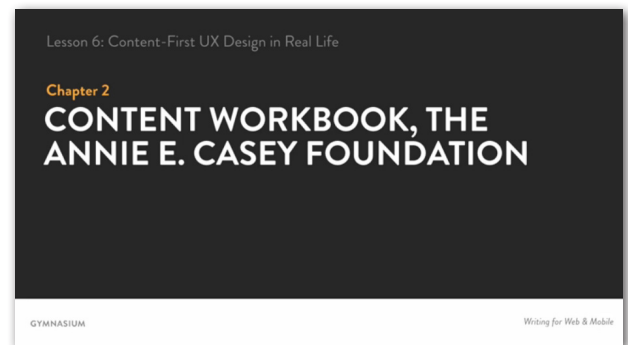 Lesson 6: Content-First UX Design in Real Life
Chapter 2
CONTENT WORKBOOK, THE
ANNIE E. CASEY FOUNDATION
GYMNASIUM
Writing for Web & Mobile